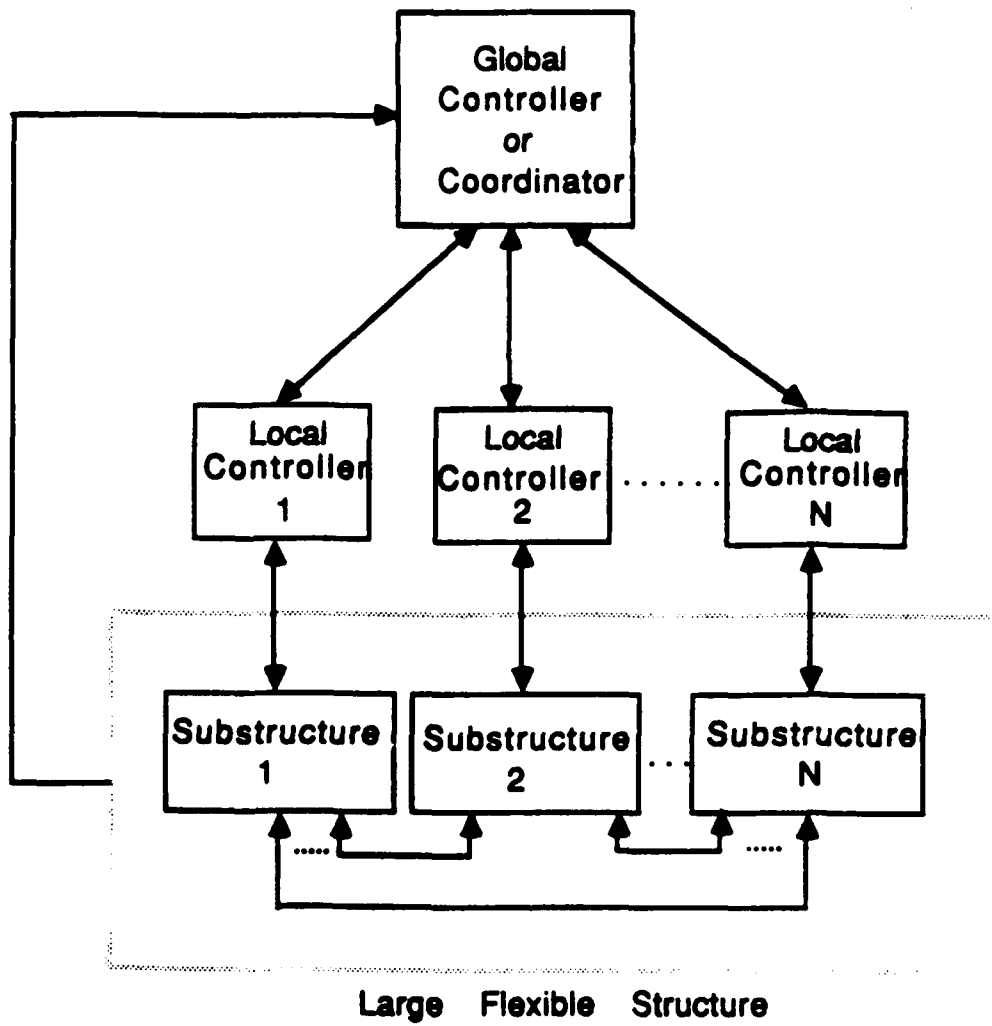 Global
Controller
or
Coordinator
Local
Controller
1
Local
Controller
2
. . . . . .
Local
Controller
N
Substructure
1
Substructure
2
. . .
Substructure
N
.....
.....
Large Flexible Structure